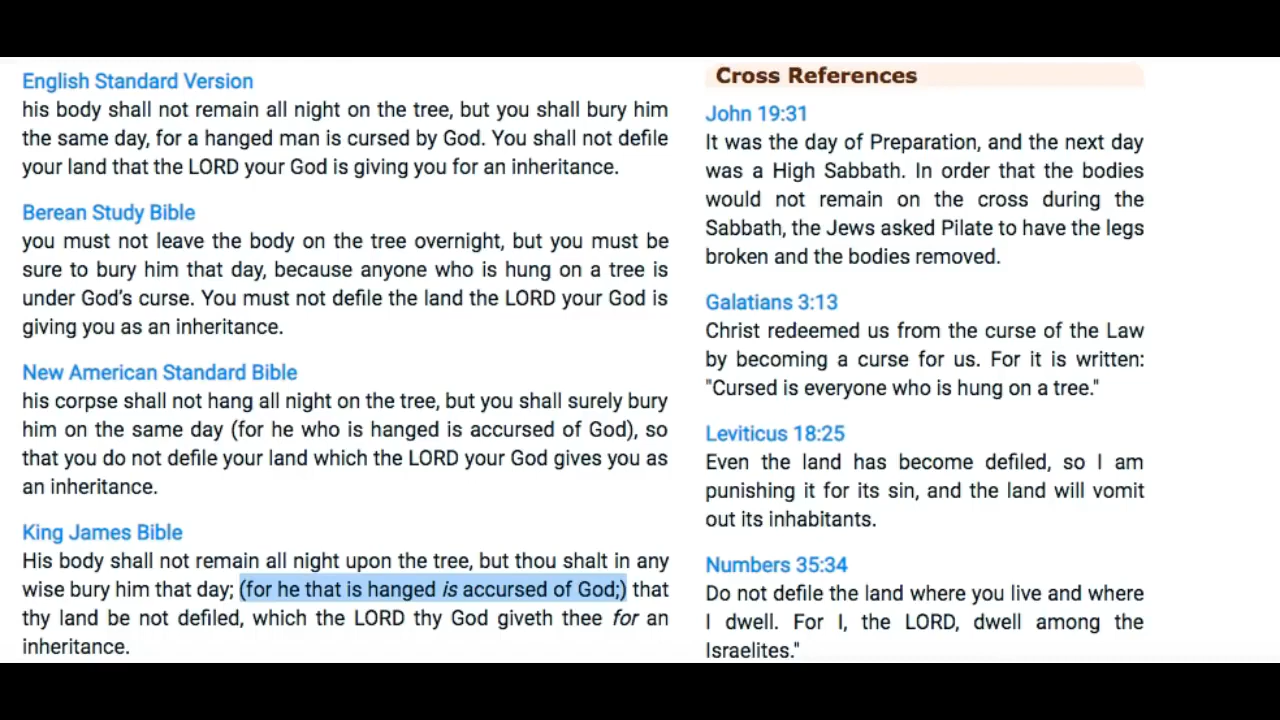 English Standard Version
his body shall not remain all night on the tree, but you shall bury him
the same day, for a hanged man is cursed by God. You shall not defile
your land that the LORD your God is giving you for an inheritance.
Berean Study Bible
you must not leave the body on the tree overnight, but you must be
sure to bury him that day, because anyone who is hung on a tree is
under God’s curse. You must not defile the land the LORD your God is
giving you as an inheritance.
New American Standard Bible
his corpse shall not hang all night on the tree, but you shall surely bury
him on the same day (for he who is hanged is accursed of God), so
that you do not defile your land which the LORD your God gives you as
an inheritance.
King James Bible
His body shall not remain all night upon the tree, but thou shalt in any
wise bury him that day; (for he that is hanged is accursed of God;) that
thy land be not defiled, which the LORD thy God giveth thee for an
inheritance.
Cross References
John 19:31
It was the day of Preparation, and the next day
was a High Sabbath. In order that the bodies
would not remain on the cross during the
Sabbath, the Jews asked Pilate to have the legs
broken and the bodies removed.
Galatians 3:13
Christ redeemed us from the curse of the Law
by becoming a curse for us. For it is written:
"Cursed is everyone who is hung on a tree."
Leviticus 18:25
Even the land has become defiled, so I am
punishing it for its sin, and the land will vomit
out its inhabitants.
Numbers 35:34
Do not defile the land where you live and where
I dwell. For I, the LORD, dwell among the
Israelites."